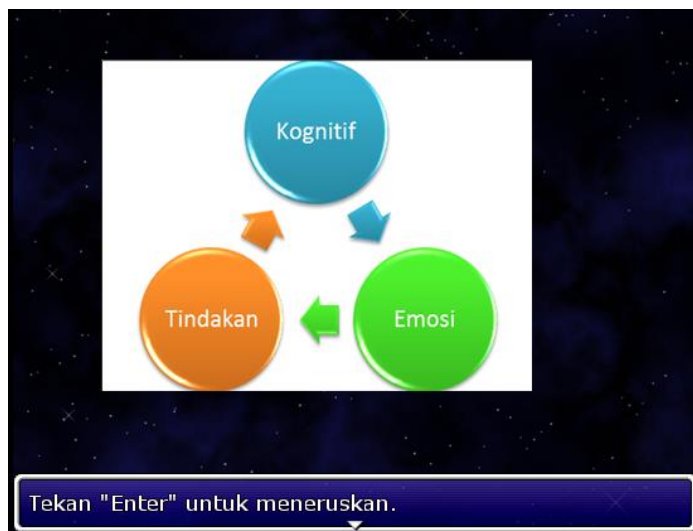 Kognitif
Tindakan
Emosi
Tekan "Enter" untuk meneruskan.